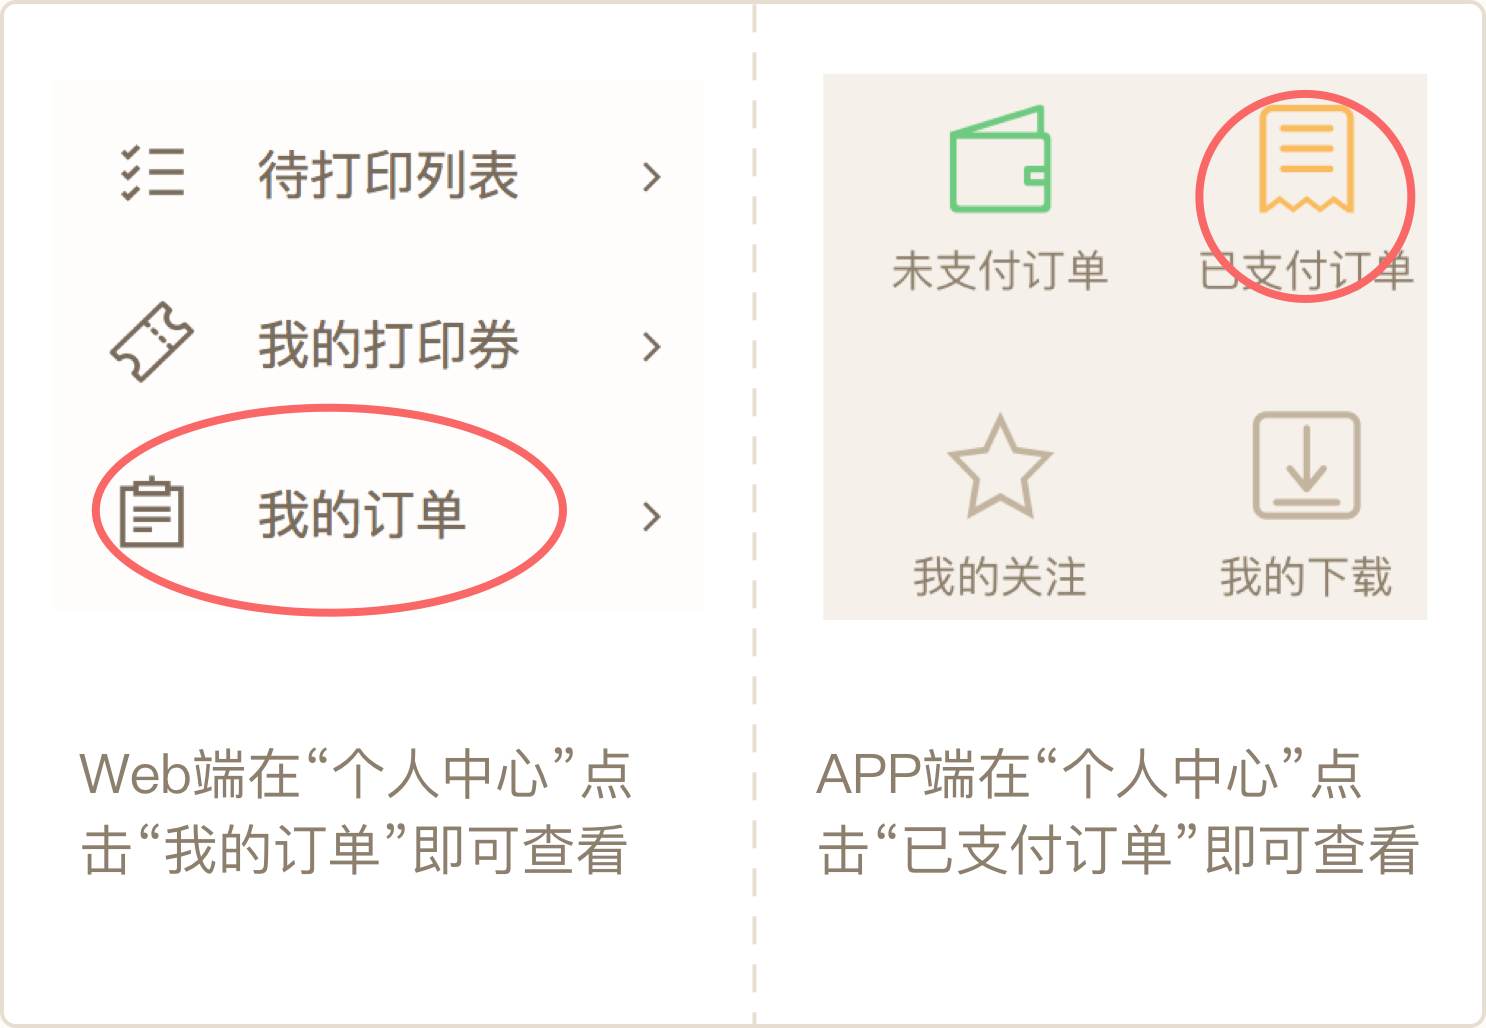 待打印列表
我的打印券
我的订单
Web端在“个人中心”点
击“我的订单”即可查看
未支付订单 已支付订单
我的关注 我的下载
APP端在“个人中心”点
击“已支付订单”即可查看